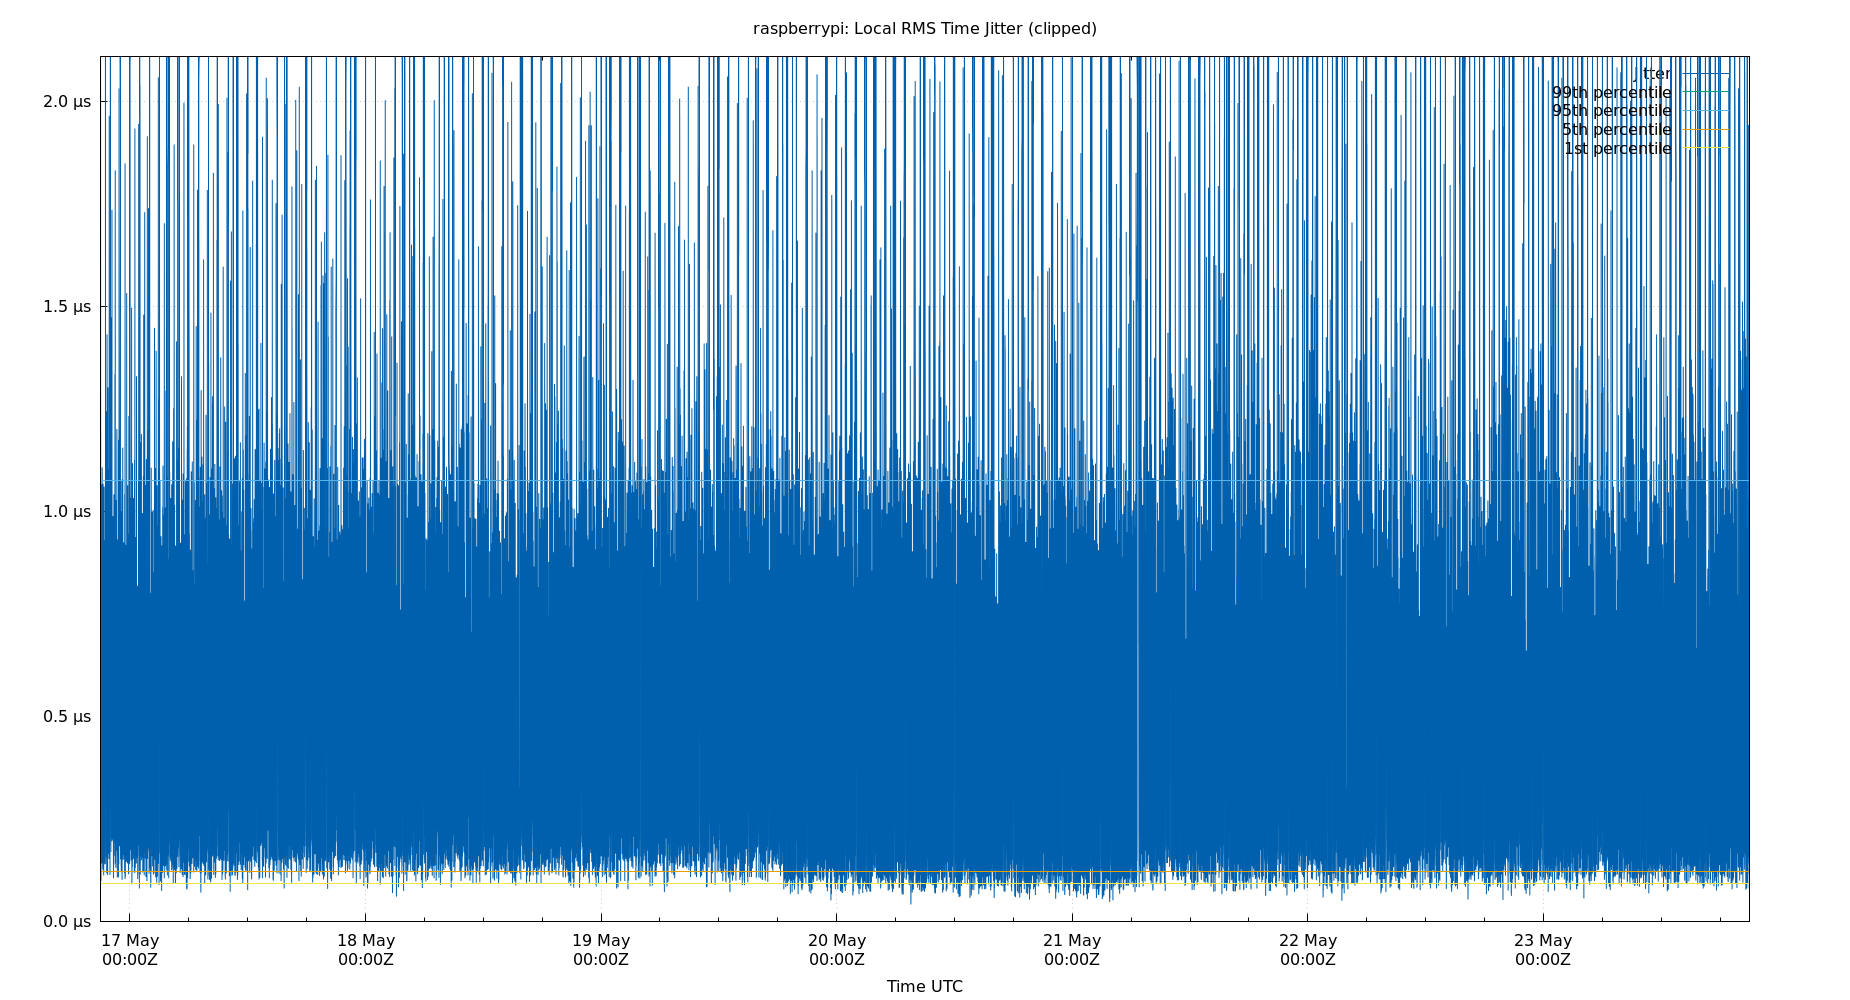 raspberrypi: Local RMS Time Jitter (clipped)
2.0 µs
1.5 µs
1.0 µs
0.5 µs
0.0 µs
jitter
99th percentile
95th percentile
5th percentile
1st percentile
17 May 18 May 19 May 20 May 21 May 22 May 23 May
00:00Z 00:00Z 00:00Z 00:00Z 00:00Z 00:00Z 00:00Z
Time UTC